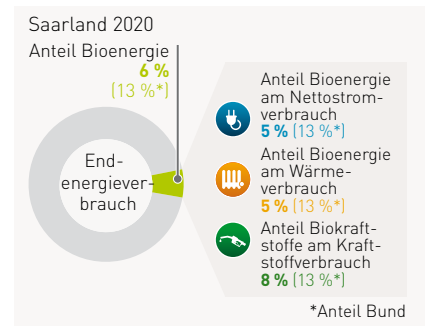 Saarland 2020
Anteil Bioenergie
6 %
(13 %*)
End-
energiever-
brauch
Anteil Bioenergie
am Nettostrom-
verbrauch
5 % (13 %*)
Anteil Bioenergie
am Wärme-
verbrauch
5 % (13 %*)
Anteil Biokraft-
stoffe am Kraft-
stoffverbrauch
8 % (13 %*)
*Anteil Bund